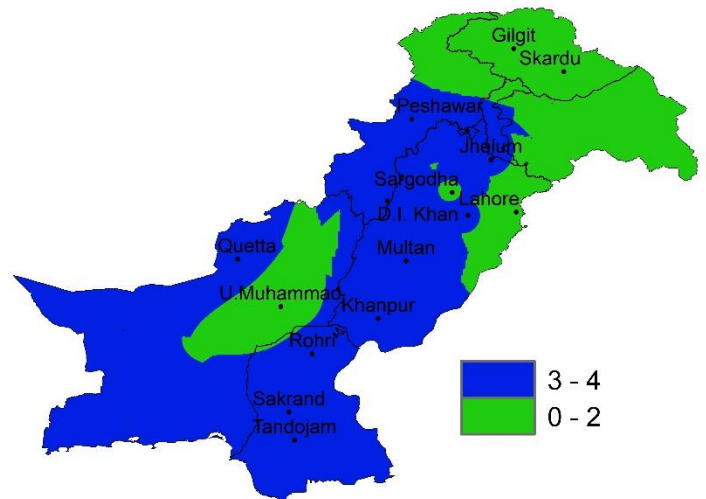 Gilgit
Skardu
Peshawar
Jhelum
Sargodha
Lahore
D.I. Khan
Quetta
Multan
U.Muhammad
Khanpur
Rohri
3 - 4
0 - 2
Sakrand
Tandojam